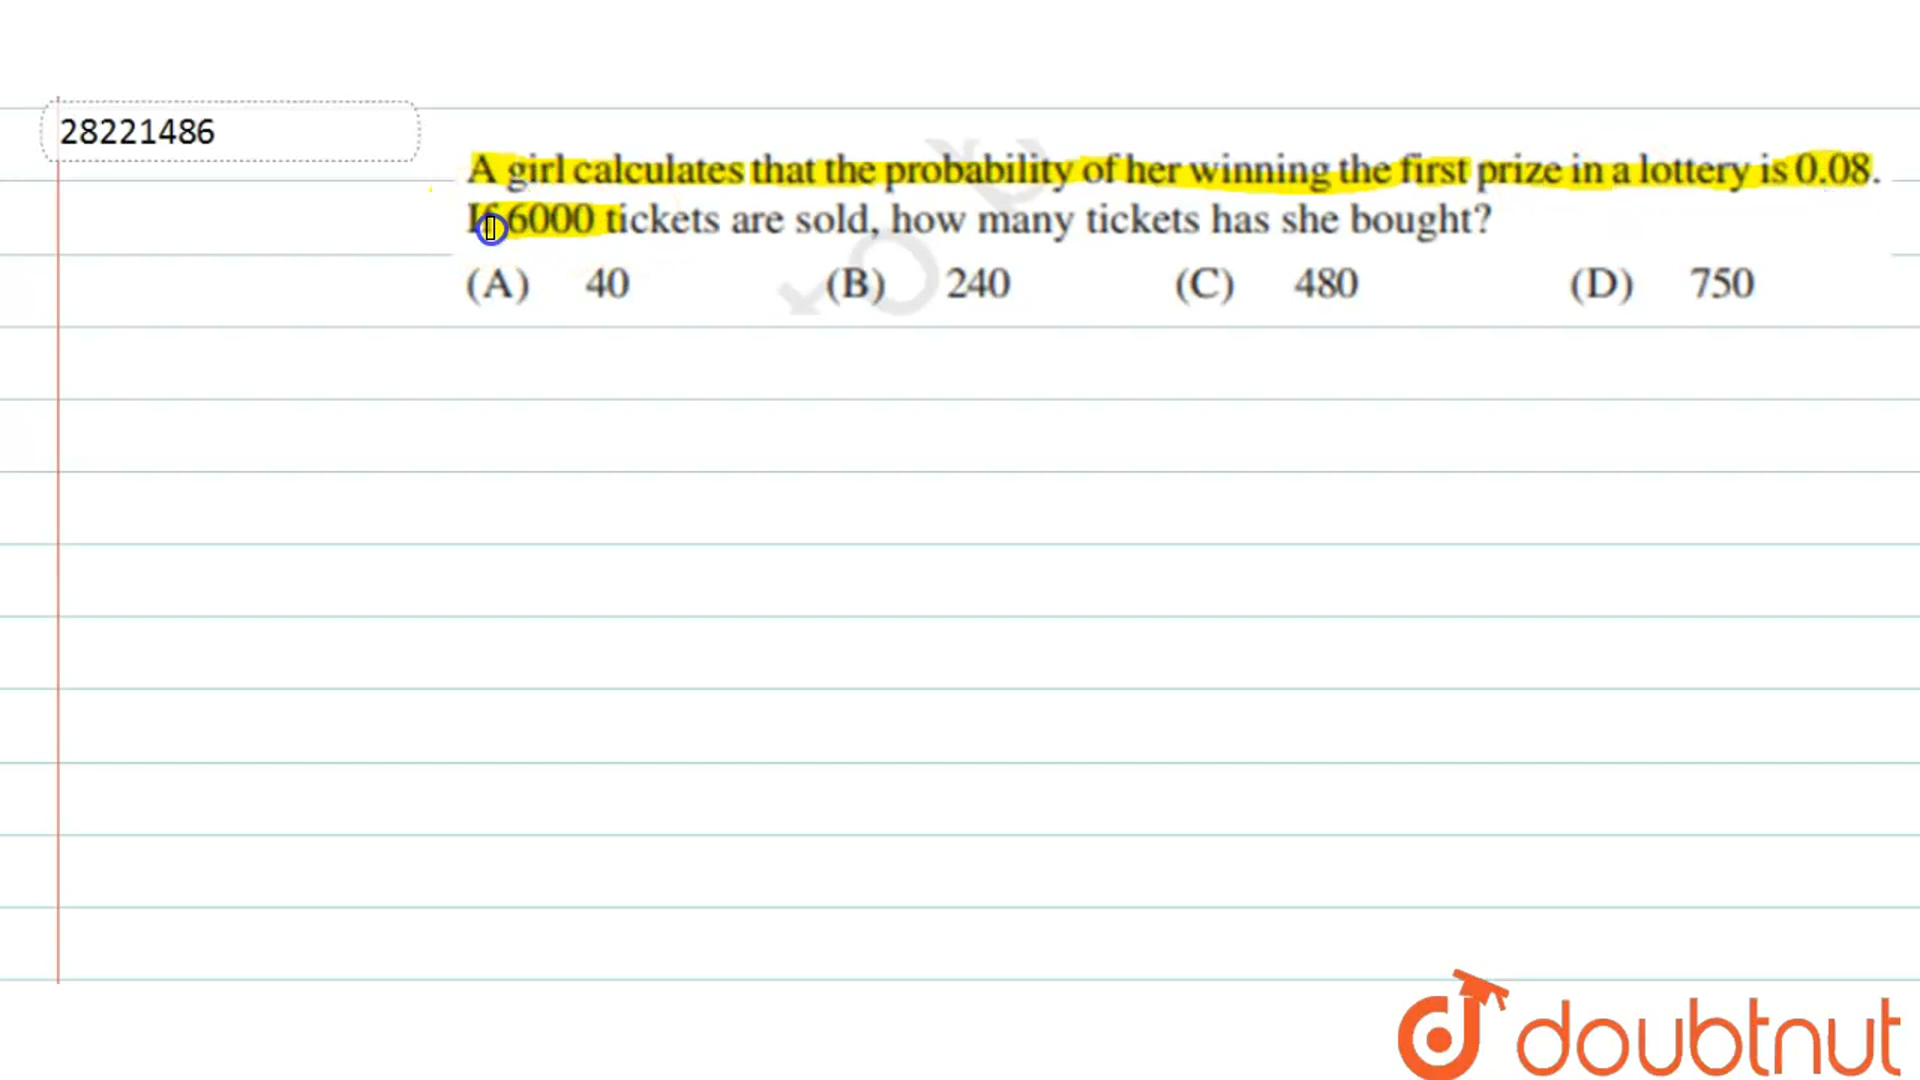 28221486
A girl calculates that the probability of her winning the first prize in a lottery is 0.08.
If 6000 tickets are sold, how many tickets has she bought?
(A) 40 (B) 240 (C) 480 (D) 750
doubtnut